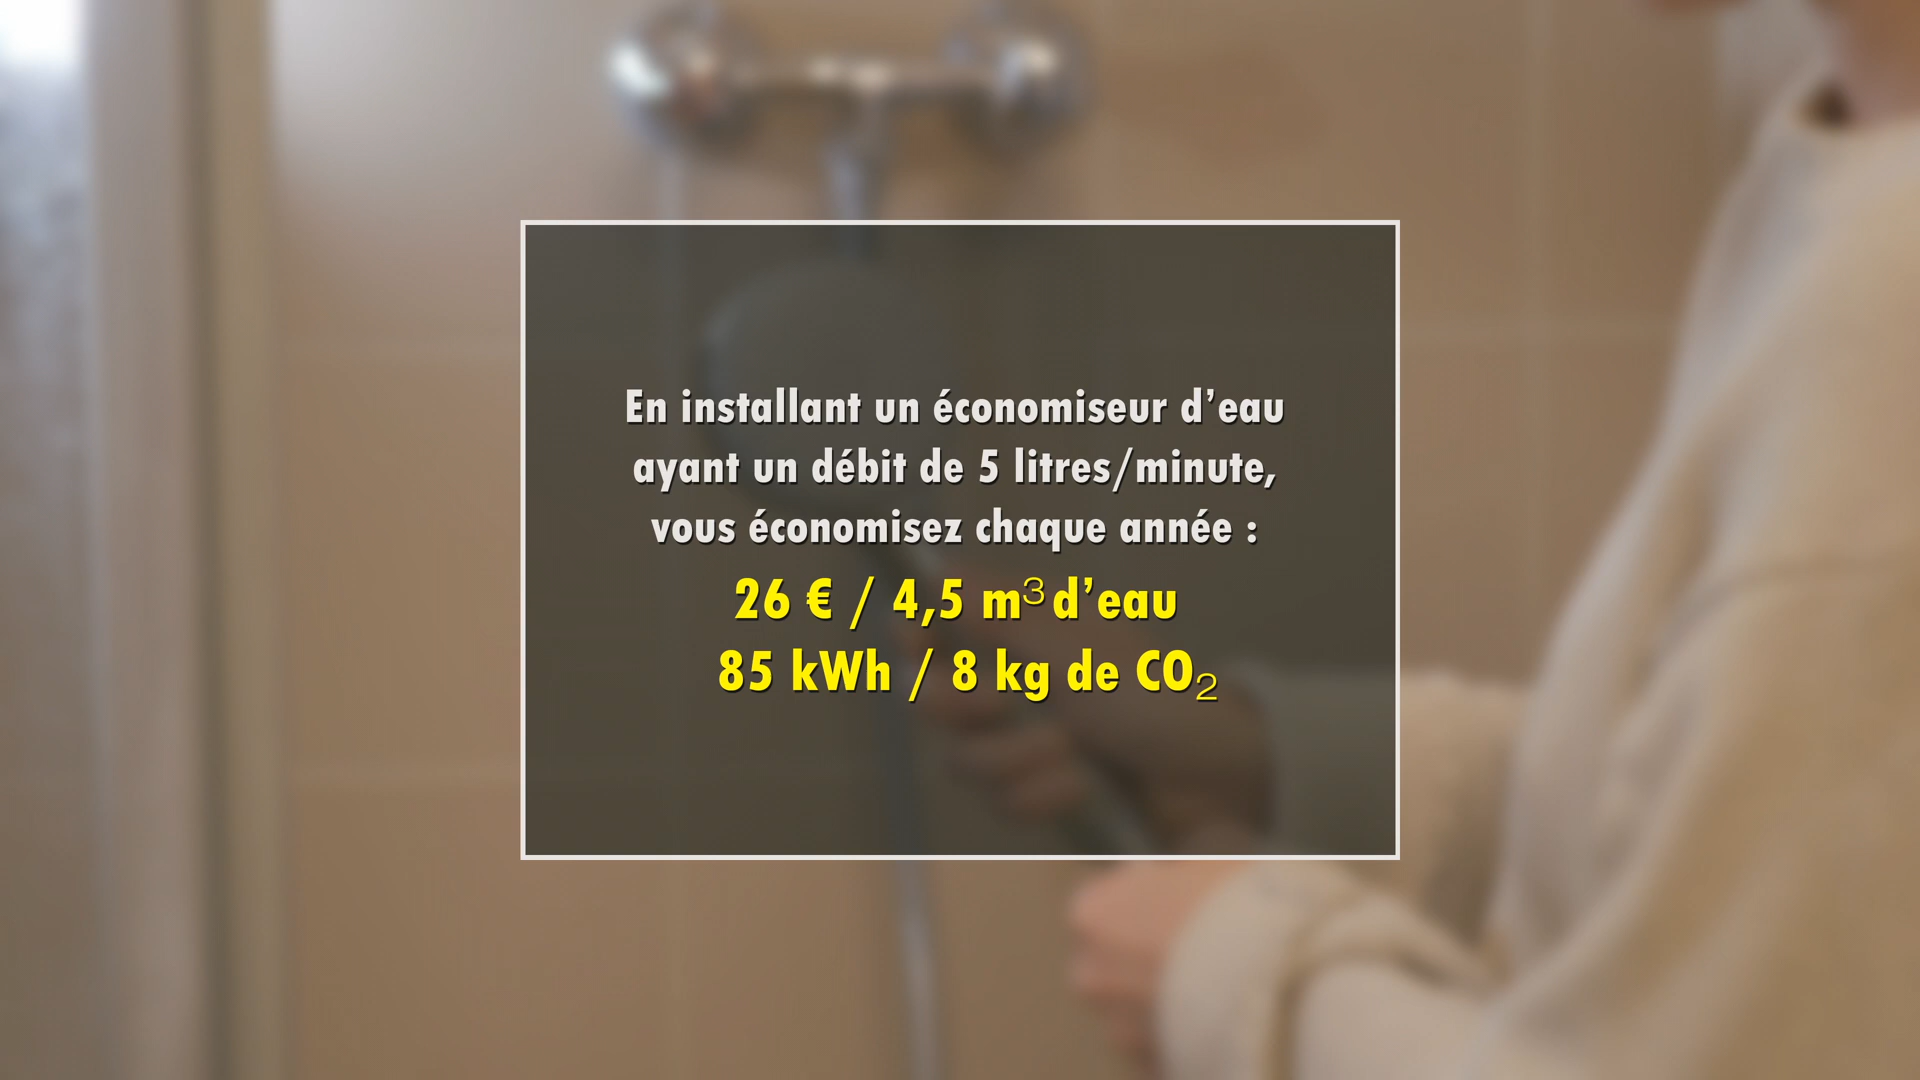 En installant un économiseur d’eau
ayant un débit de 5 litres/minute,
vous économisez chaque année :
26 € / 4,5 m³ d’eau
85 kWh / 8 kg de CO₂